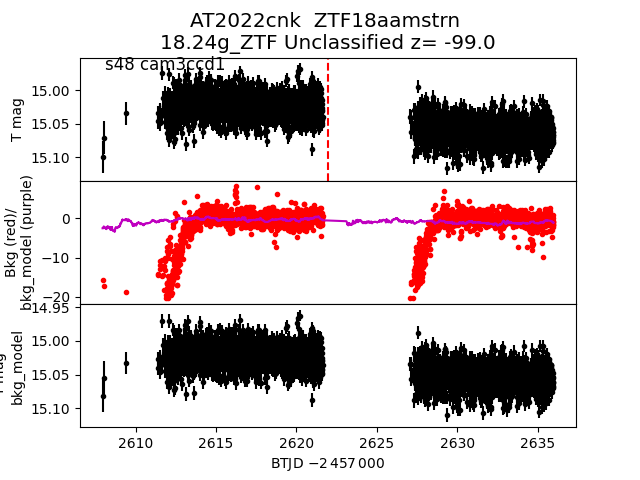 AT2022cnk  ZTF18aamstrn
18.24g_ZTF Unclassified z= -99.0
s48 cam3ccd1
T mag
15.00
15.05
15.10
Bkg (red)/
bkg_model (purple)
0
−10
−20
bkg_model
14.95
15.00
15.05
15.10
2610 2615 2620 2625 2630 2635
BTJD −2 457 000